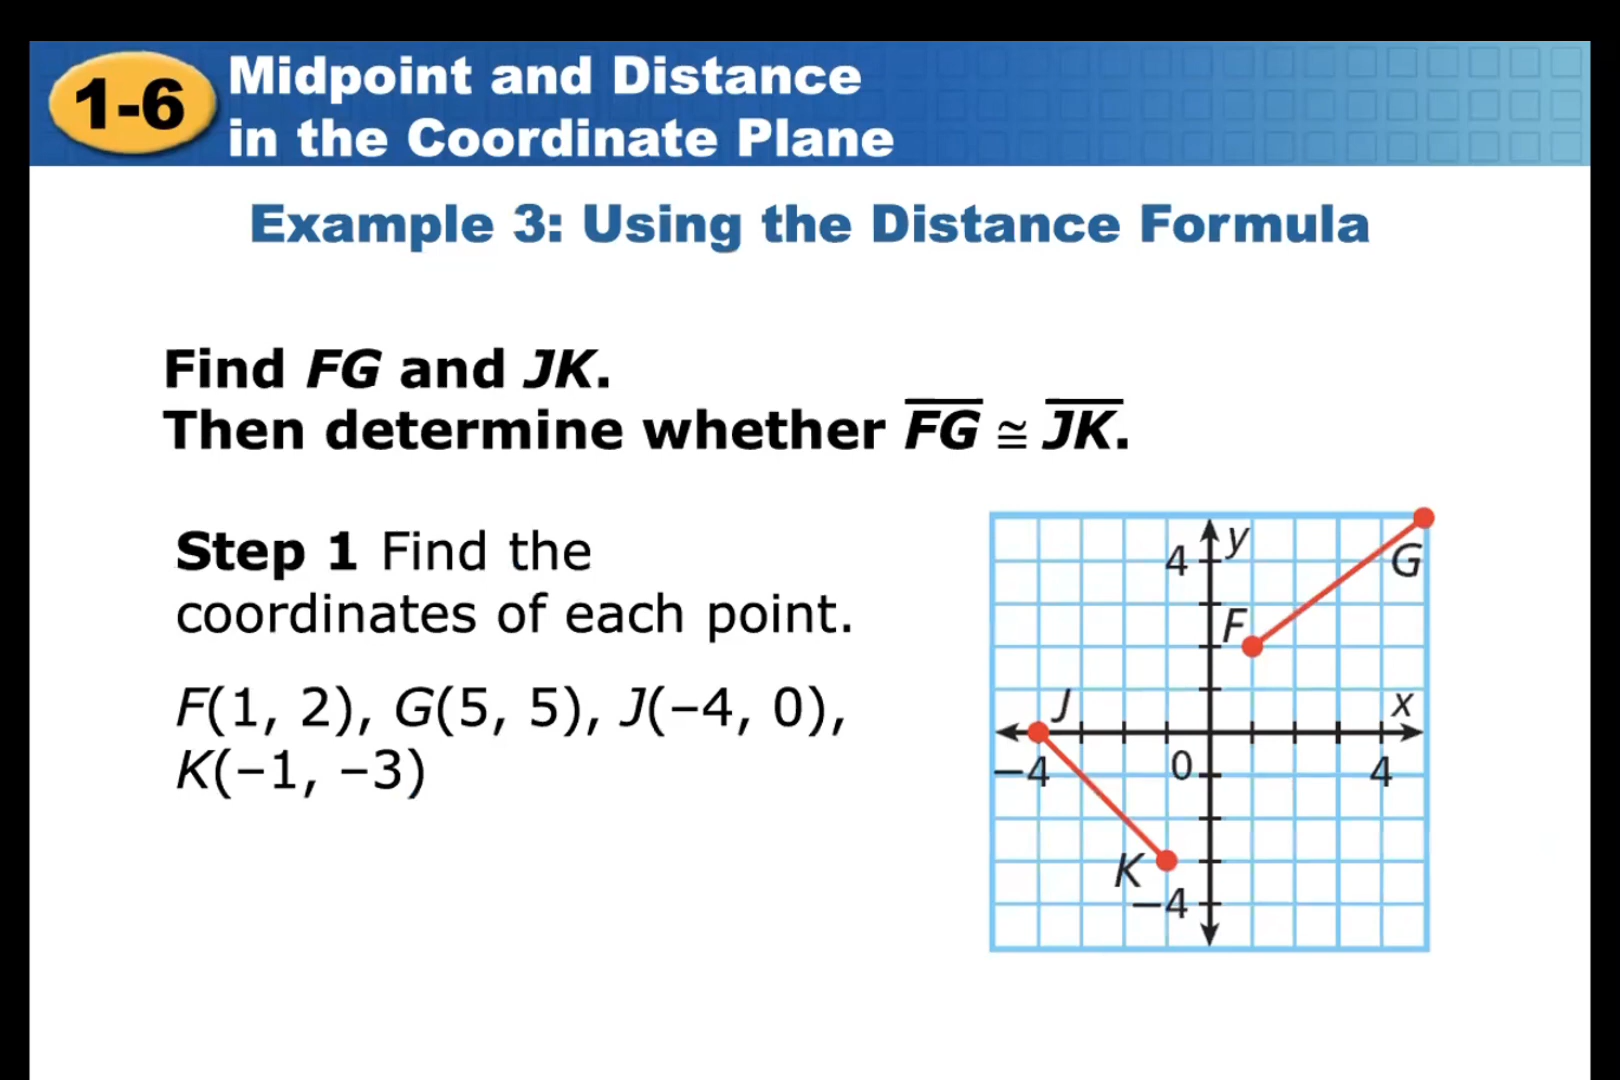 1-6
Midpoint and Distance
in the Coordinate Plane
Example 3: Using the Distance Formula
Find FG and JK.
Then determine whether F̅G̅ ≅ J̅K̅.
Step 1 Find the
coordinates of each point.
F(1, 2), G(5, 5), J(–4, 0),
K(–1, –3)
y
4
G
F
J
x
–4
0
4
K
–4